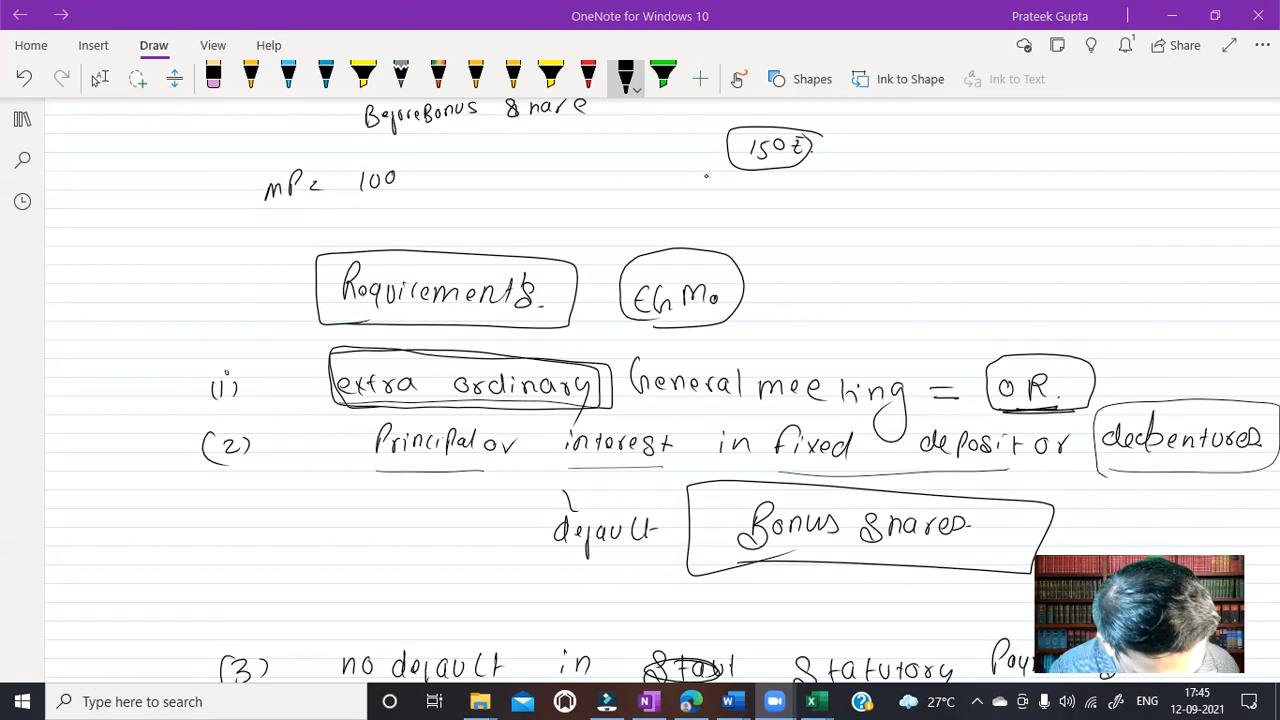 OneNote for Windows 10 Prateek Gupta
Home Insert Draw View Help Share
Shapes Ink to Shape Ink to Text
Before Bonus Share
150
MP= 100
Requirements. EGM.
(i) extra ordinary General meeting = OR.
(2) Principal or interest in fixed deposit or debentures
default Bonus Shares
(3) no default in Statutory
Type here to search 27°C ENG 17:45
12-09-2021